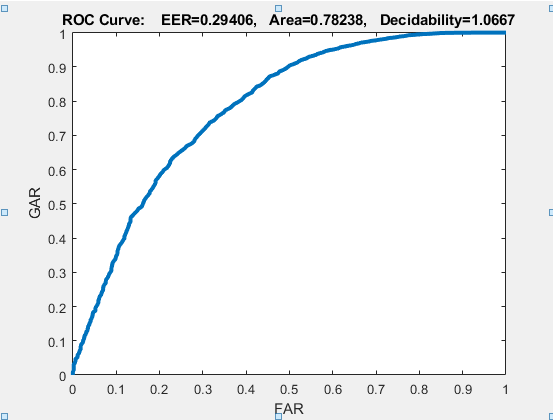 ROC Curve: EER=0.29406, Area=0.78238, Decidability=1.0667
1
0.9
0.8
0.7
0.6
0.5
0.4
0.3
0.2
0.1
0
GAR
0 0.1 0.2 0.3 0.4 0.5 0.6 0.7 0.8 0.9 1
FAR